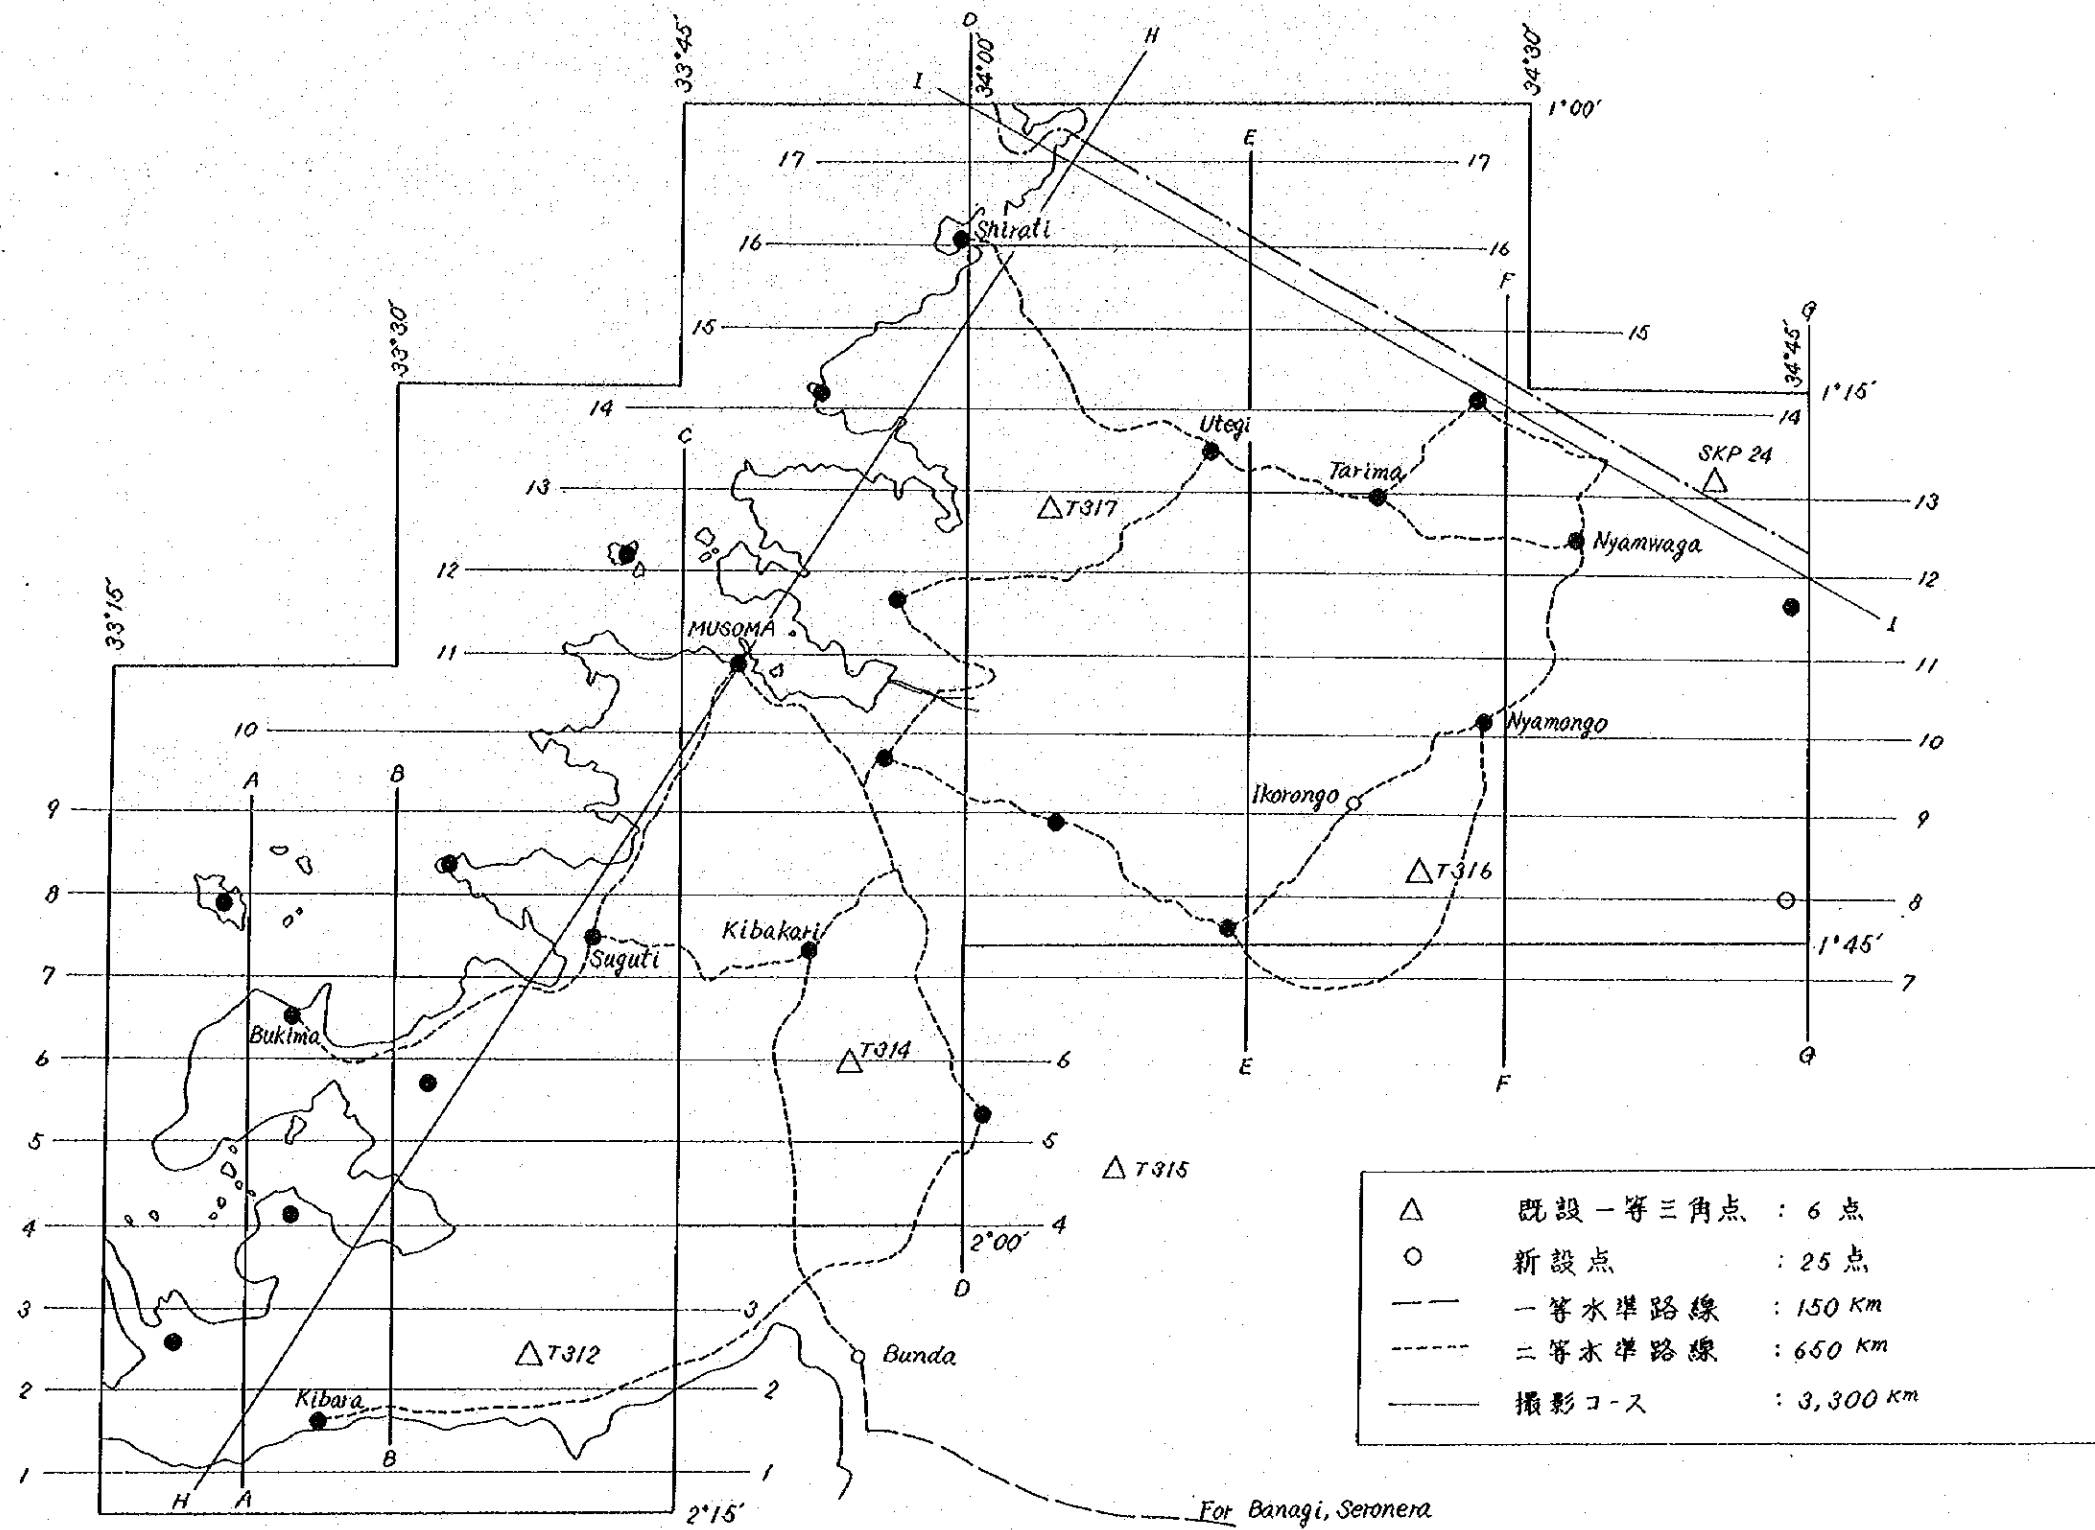 D
H
33°45′
34°00′
34°30′
I
1°00′
E
17
17
Shirati
16
16
F
33°30′
15
15
G
34°45′
1°15′
14
14
C
Utegi
SKP 24
Tarima
13
13
T317
Nyamwaga
12
12
33°15′
MUSOMA
I
11
11
Nyamongo
10
10
A
B
Ikorongo
9
9
T316
8
8
Kibakari
1°45′
Suguti
7
7
Bukima
T314
6
6
E
F
G
5
5
T315
4
4
2°00′
D
3
3
T312
Bunda
2
2
Kibara
B
1
1
H
A
2°15′
For Banagi, Seronera
△ 既設一等三角点 : 6 点
○ 新設点 : 25 点
一等水準路線 : 150 Km
二等水準路線 : 650 Km
撮影コース : 3,300 Km